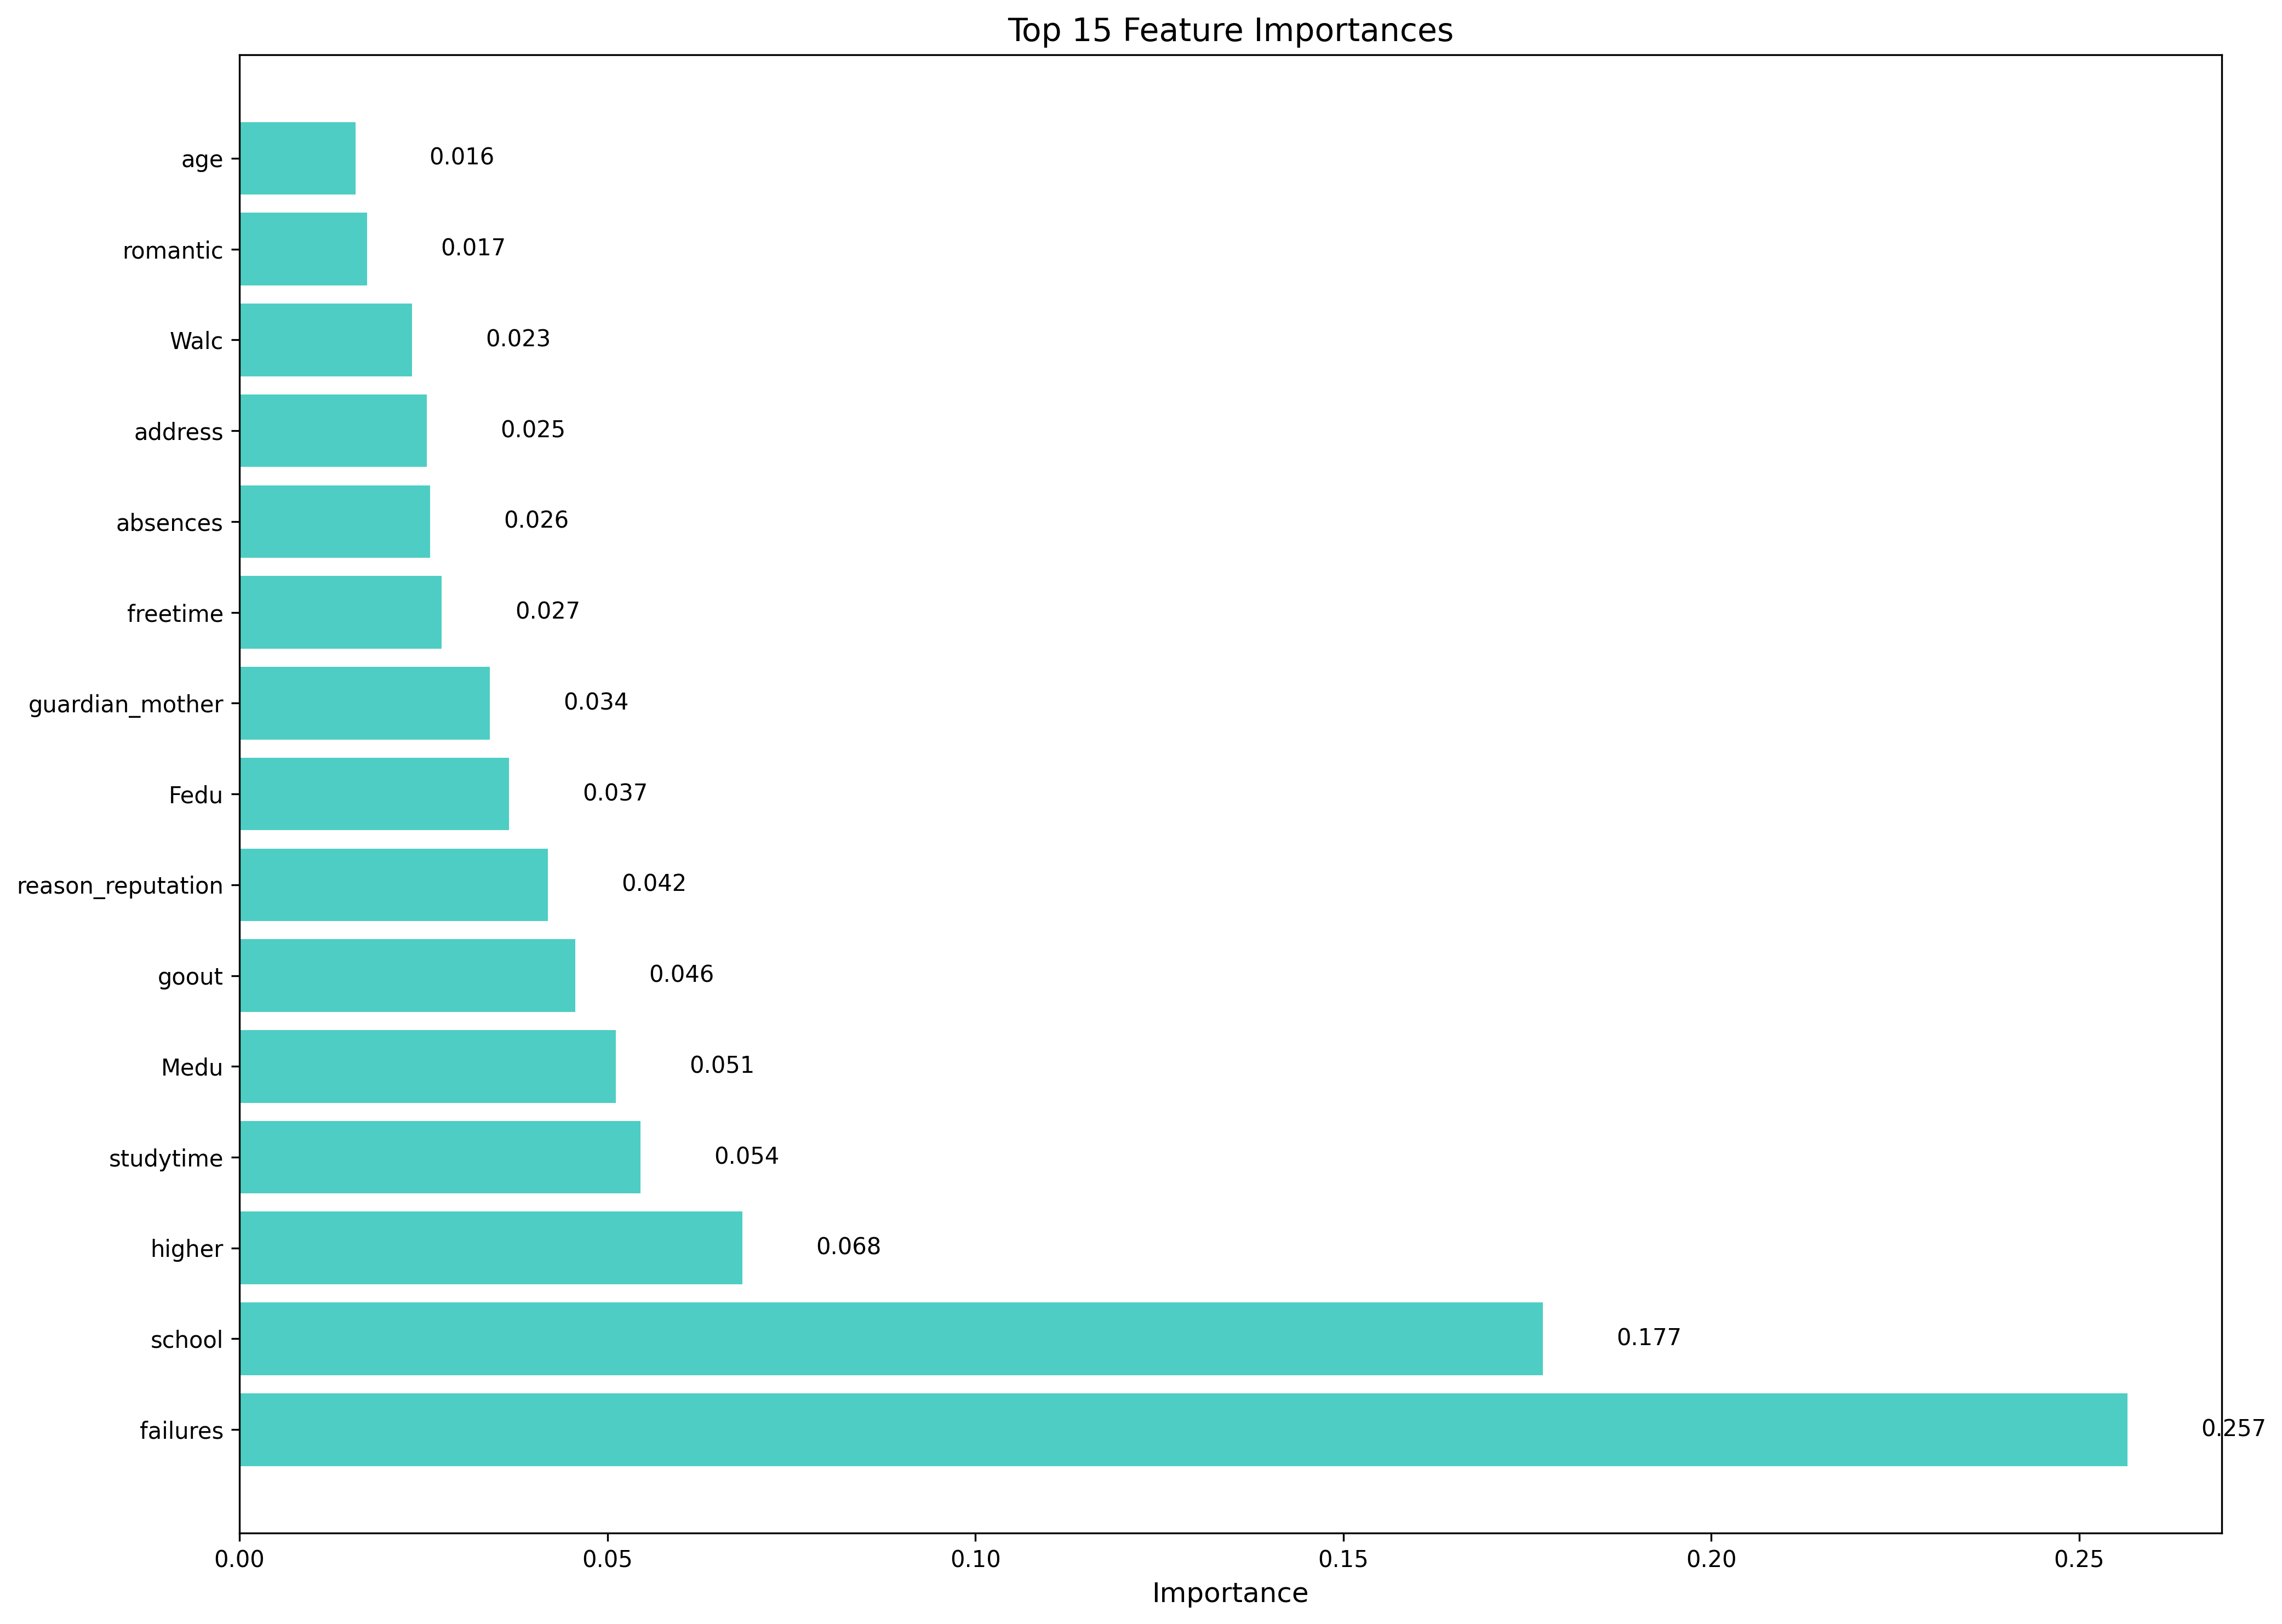 Top 15 Feature Importances
age 0.016
romantic 0.017
Walc 0.023
address 0.025
absences 0.026
freetime 0.027
guardian_mother 0.034
Fedu 0.037
reason_reputation 0.042
goout 0.046
Medu 0.051
studytime 0.054
higher 0.068
school 0.177
failures 0.257
0.00 0.05 0.10 0.15 0.20 0.25
Importance